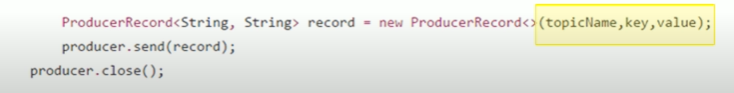 ProducerRecord<String, String> record = new ProducerRecord<>(topicName,key,value);
producer.send(record);
producer.close();